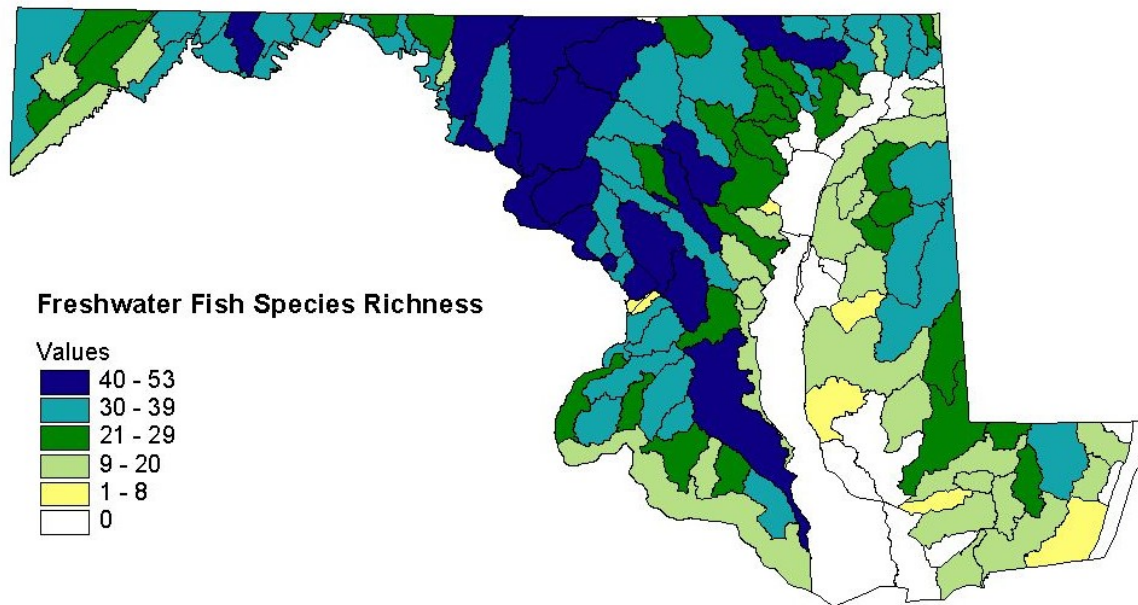 Freshwater Fish Species Richness
Values
40 - 53
30 - 39
21 - 29
9 - 20
1 - 8
0